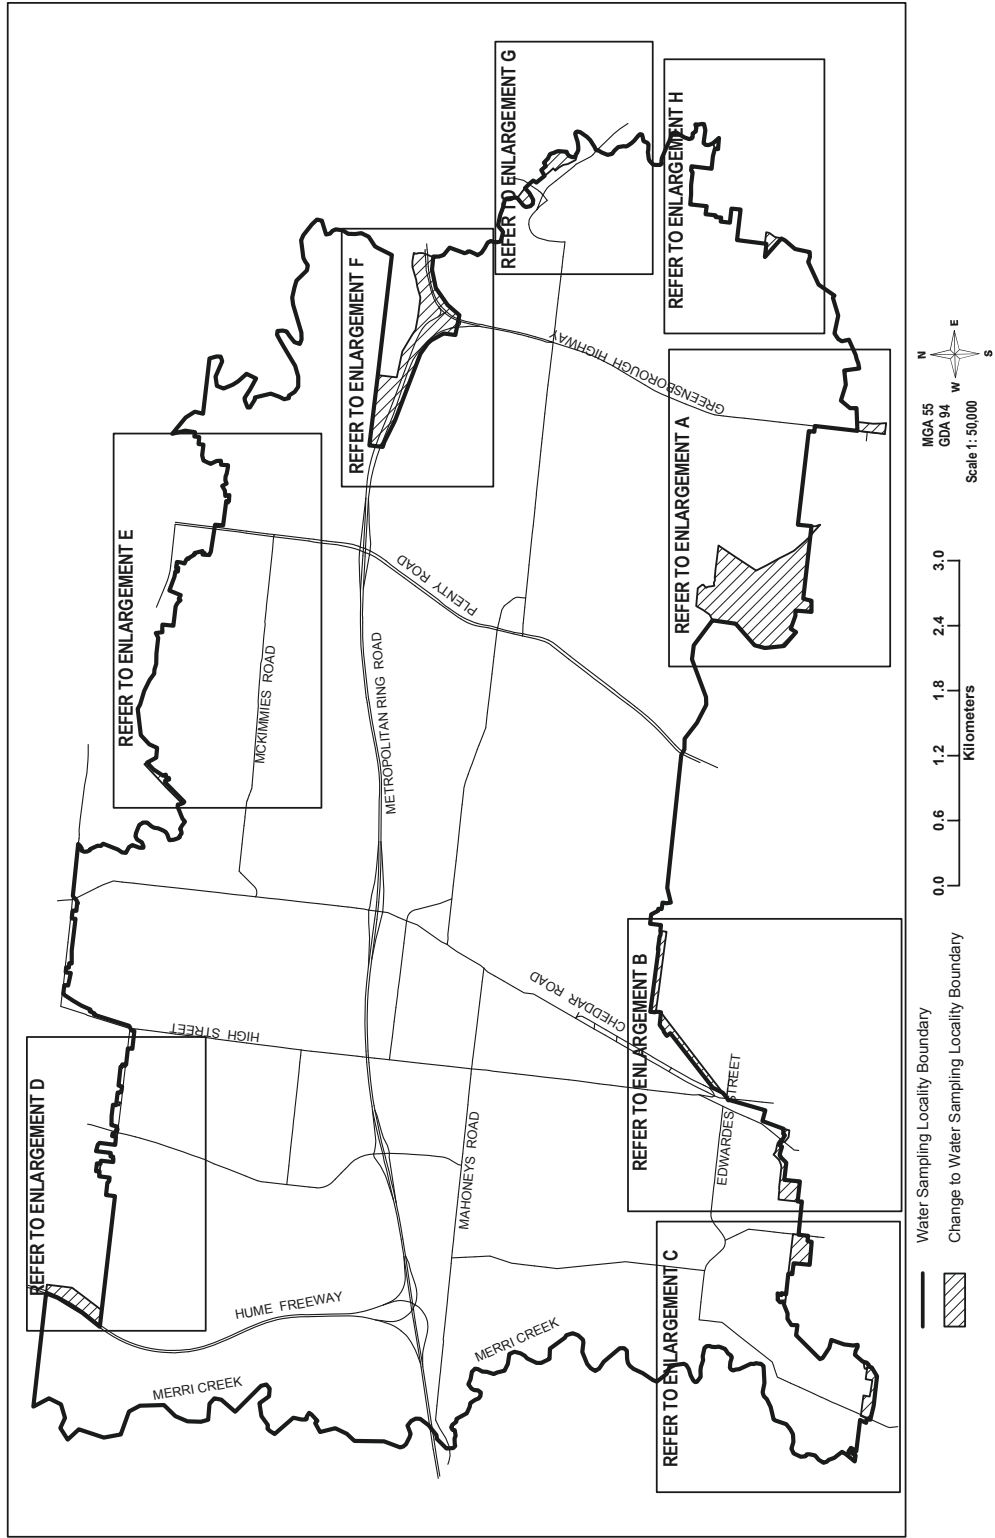 REFER TO ENLARGEMENT D
REFER TO ENLARGEMENT E
REFER TO ENLARGEMENT F
REFER TO ENLARGEMENT G
REFER TO ENLARGEMENT H
REFER TO ENLARGEMENT A
REFER TO ENLARGEMENT B
REFER TO ENLARGEMENT C
MERRI CREEK
HUME FREEWAY
HIGH STREET
MCKIMMIES ROAD
METROPOLITAN RING ROAD
PLENTY ROAD
GREENSBOROUGH HIGHWAY
MAHONEYS ROAD
MERRI CREEK
CHEDDAR ROAD
EDWARDES STREET
Water Sampling Locality Boundary
Change to Water Sampling Locality Boundary
0.0 0.6 1.2 1.8 2.4 3.0
Kilometers
MGA 55
GDA 94
Scale 1: 50,000
N
W E
S